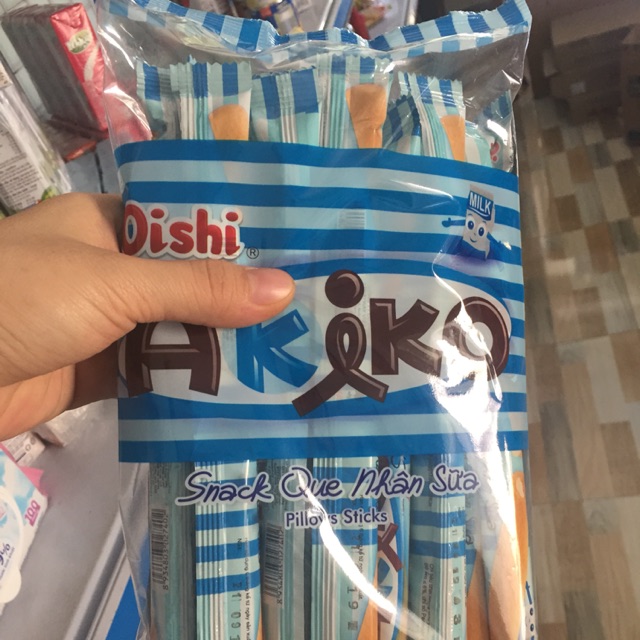 MILK
Oishi®
AKIKO
Snack Que Nhân Sữa
Pillows Sticks